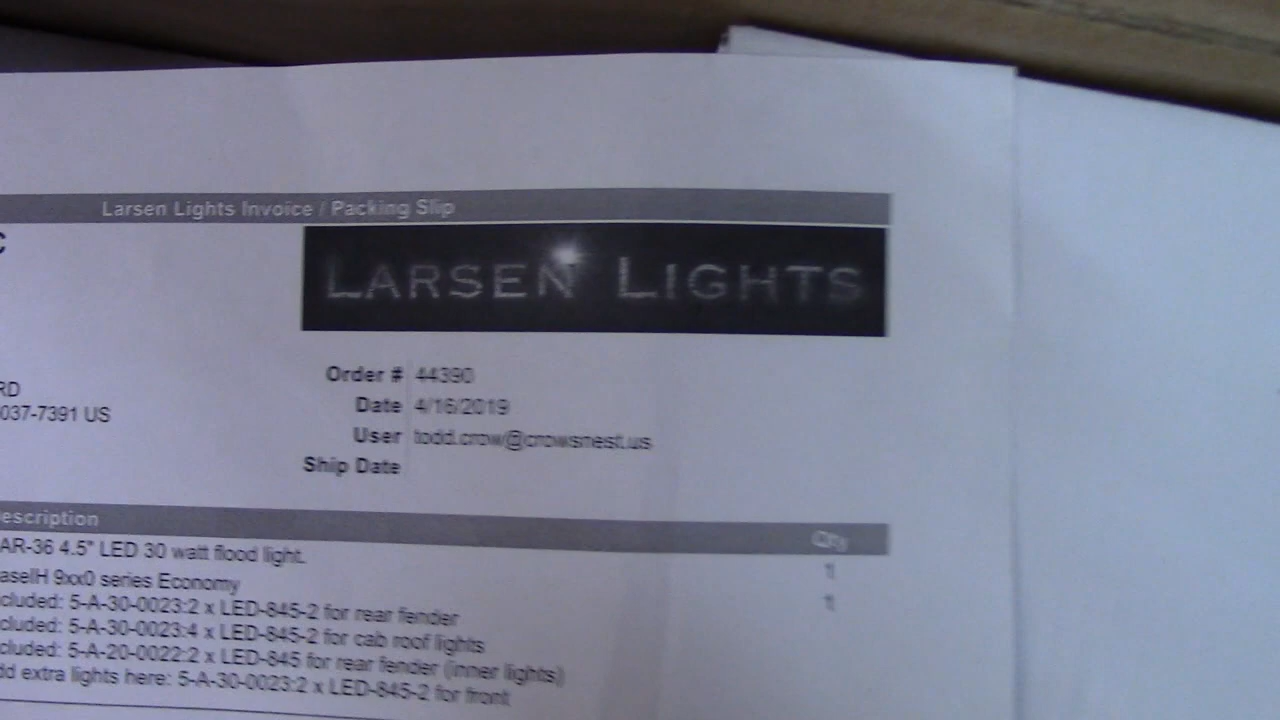 Larsen Lights Invoice / Packing Slip
C
LARSEN LIGHTS
Order # 44390
Date 4/16/2019
RD
037-7391 US
User todd.crow@crowsnest.us
Ship Date
escription Qty
AR-36 4.5" LED 30 watt flood light. 1
aseIH 9xx0 series Economy 1
cluded: 5-A-30-0023:2 x LED-845-2 for rear fender
cluded: 5-A-30-0023:4 x LED-845-2 for cab roof lights
cluded: 5-A-20-0022:2 x LED-845 for rear fender (inner lights)
dd extra lights here: 5-A-30-0023:2 x LED-845-2 for front